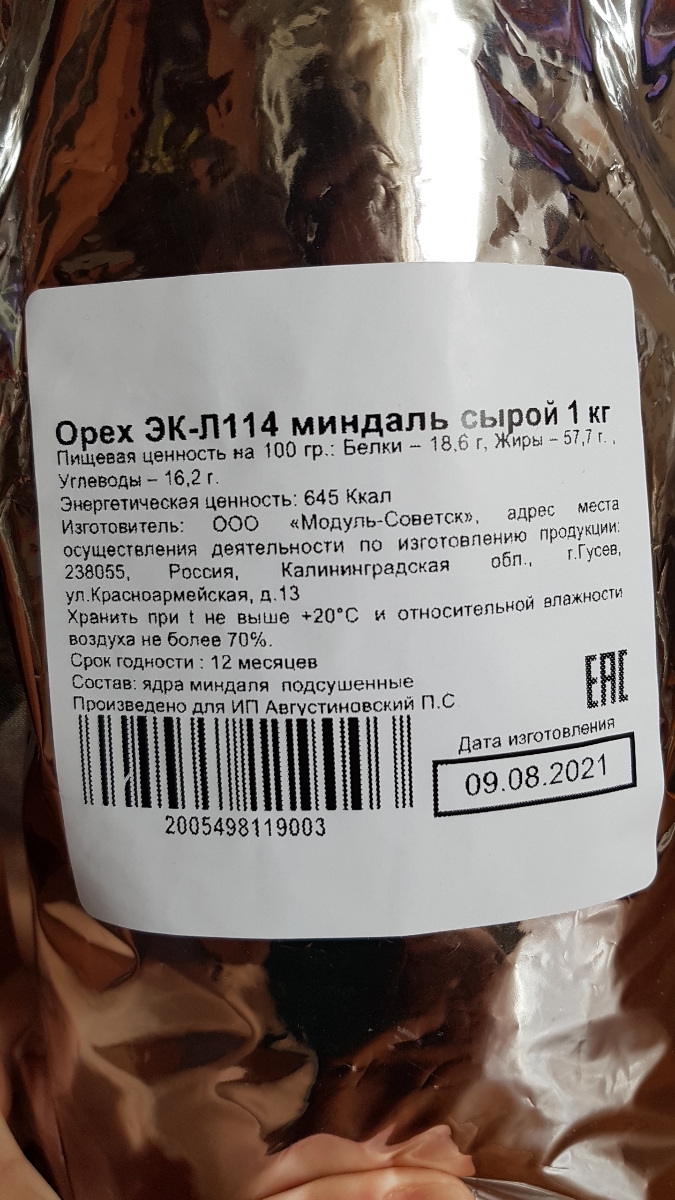 Орех ЭК-Л114 миндаль сырой 1 кг
Пищевая ценность на 100 гр.: Белки – 18,6 г, Жиры – 57,7 г. ,
Углеводы – 16,2 г.
Энергетическая ценность: 645 Ккал
Изготовитель: ООО «Модуль-Советск», адрес места
осуществления деятельности по изготовлению продукции:
238055, Россия, Калининградская обл., г.Гусев,
ул.Красноармейская, д.13
Хранить при t не выше +20°С и относительной влажности
воздуха не более 70%.
Срок годности : 12 месяцев
Состав: ядра миндаля подсушенные
Произведено для ИП Августиновский П.С
EAC
Дата изготовления
09.08.2021
2005498119003